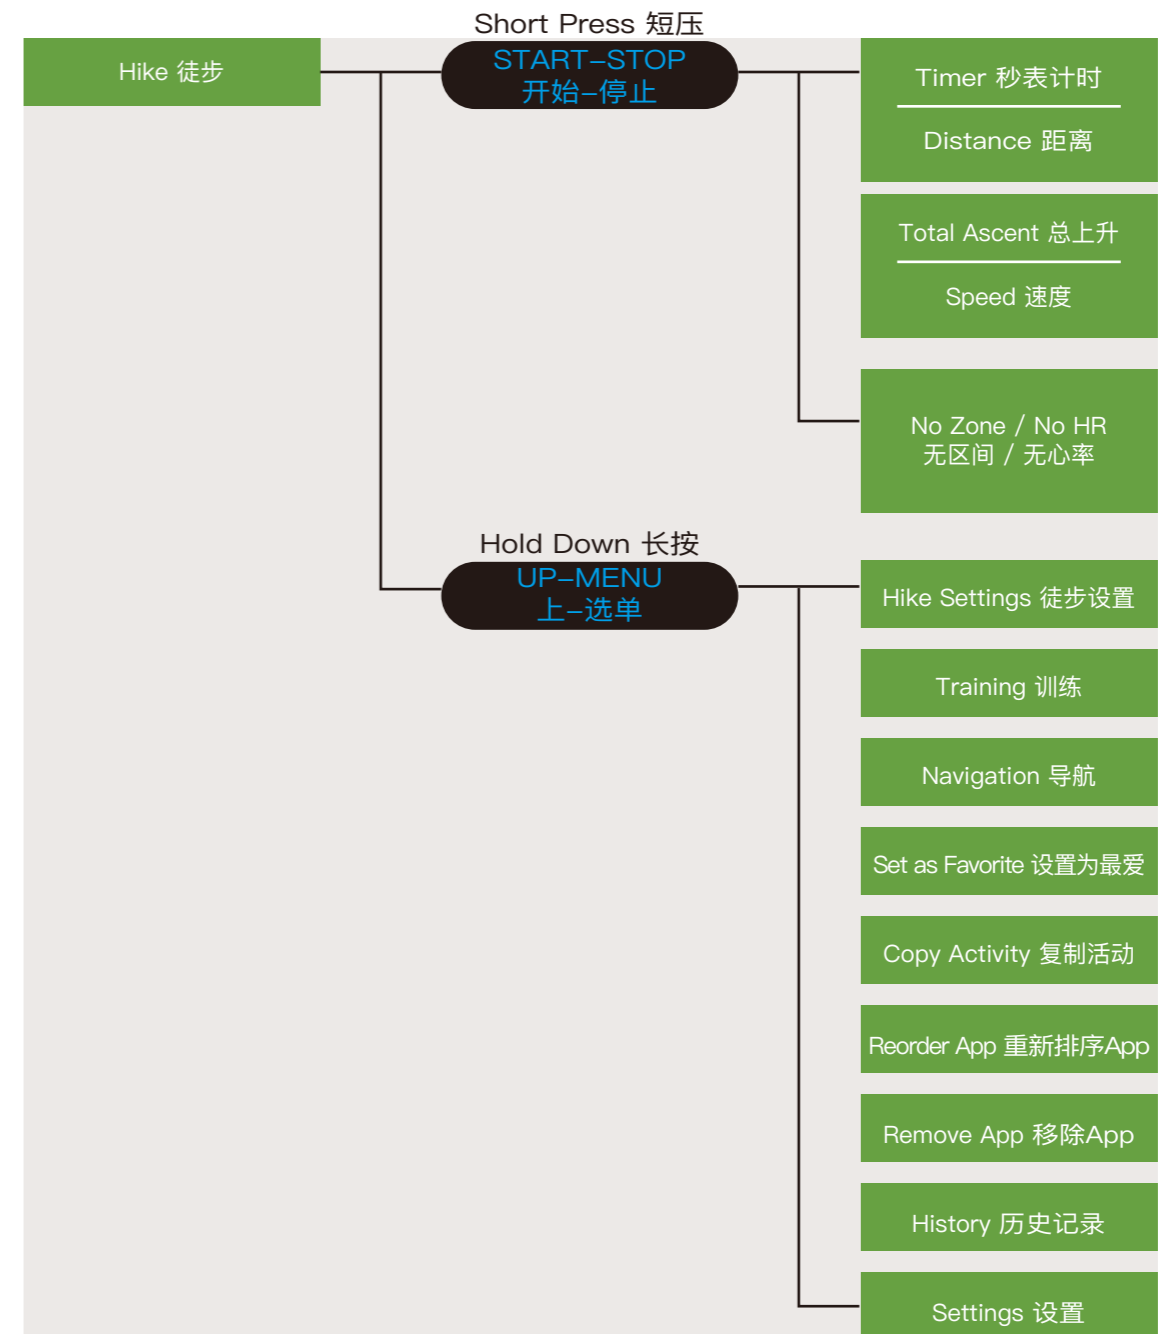 Short Press 短压
Hike 徒步
START-STOP
开始-停止
Timer 秒表计时
Distance 距离
Total Ascent 总上升
Speed 速度
No Zone / No HR
无区间 / 无心率
Hold Down 长按
UP-MENU
上-选单
Hike Settings 徒步设置
Training 训练
Navigation 导航
Set as Favorite 设置为最爱
Copy Activity 复制活动
Reorder App 重新排序App
Remove App 移除App
History 历史记录
Settings 设置